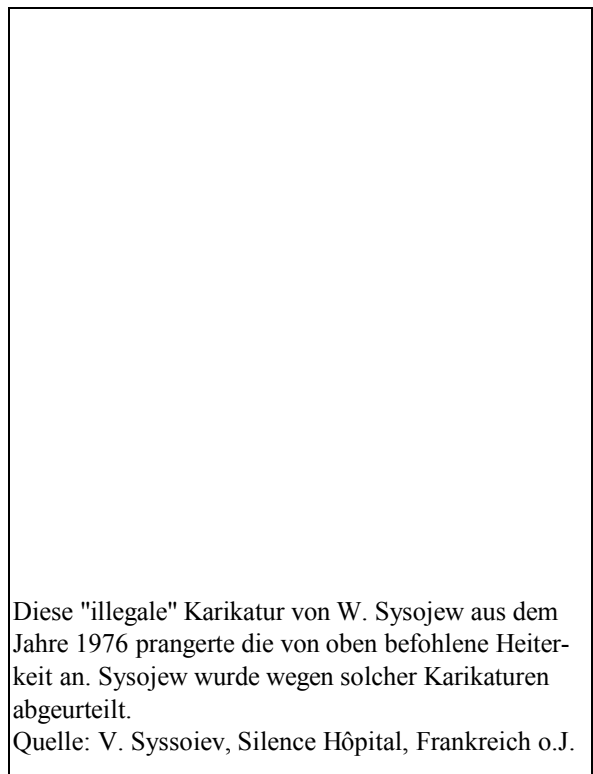 Diese "illegale" Karikatur von W. Sysojew aus dem
Jahre 1976 prangerte die von oben befohlene Heiter-
keit an. Sysojew wurde wegen solcher Karikaturen
abgeurteilt.
Quelle: V. Syssoiev, Silence Hôpital, Frankreich o.J.